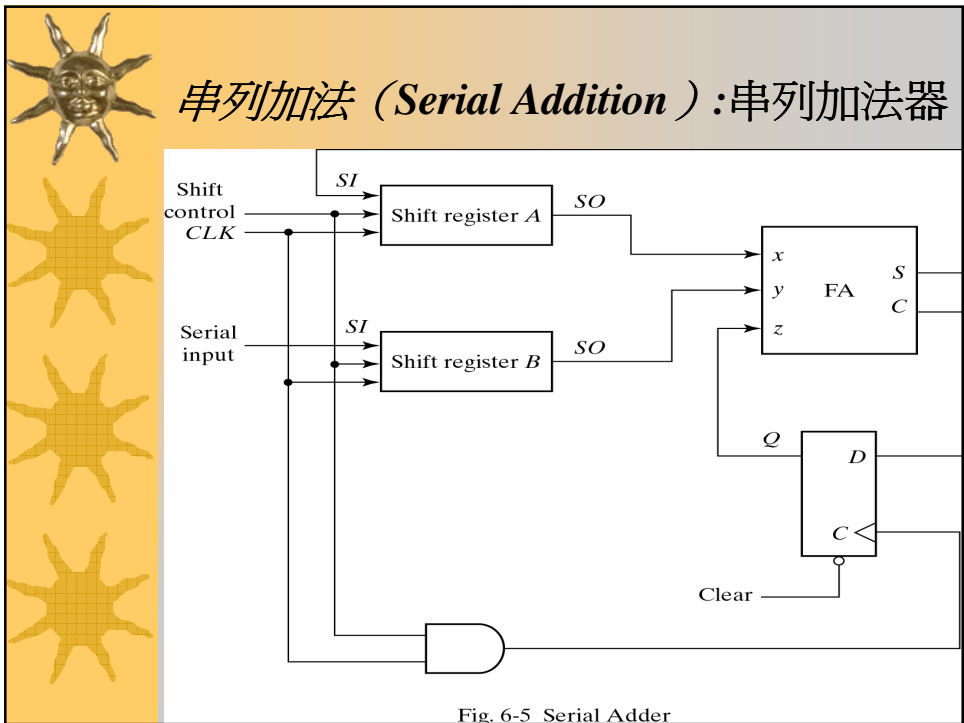 串列加法（Serial Addition）:串列加法器
Shift
control
CLK
SI
Shift register A
SO
x
y
z
FA
S
C
Serial
input
SI
Shift register B
SO
Q
D
C
Clear
Fig. 6-5 Serial Adder